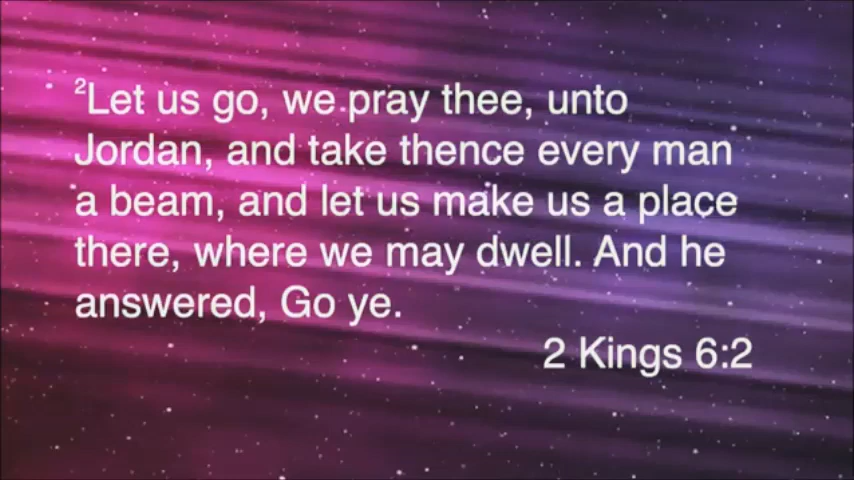 ²Let us go, we pray thee, unto
Jordan, and take thence every man
a beam, and let us make us a place
there, where we may dwell. And he
answered, Go ye.
2 Kings 6:2